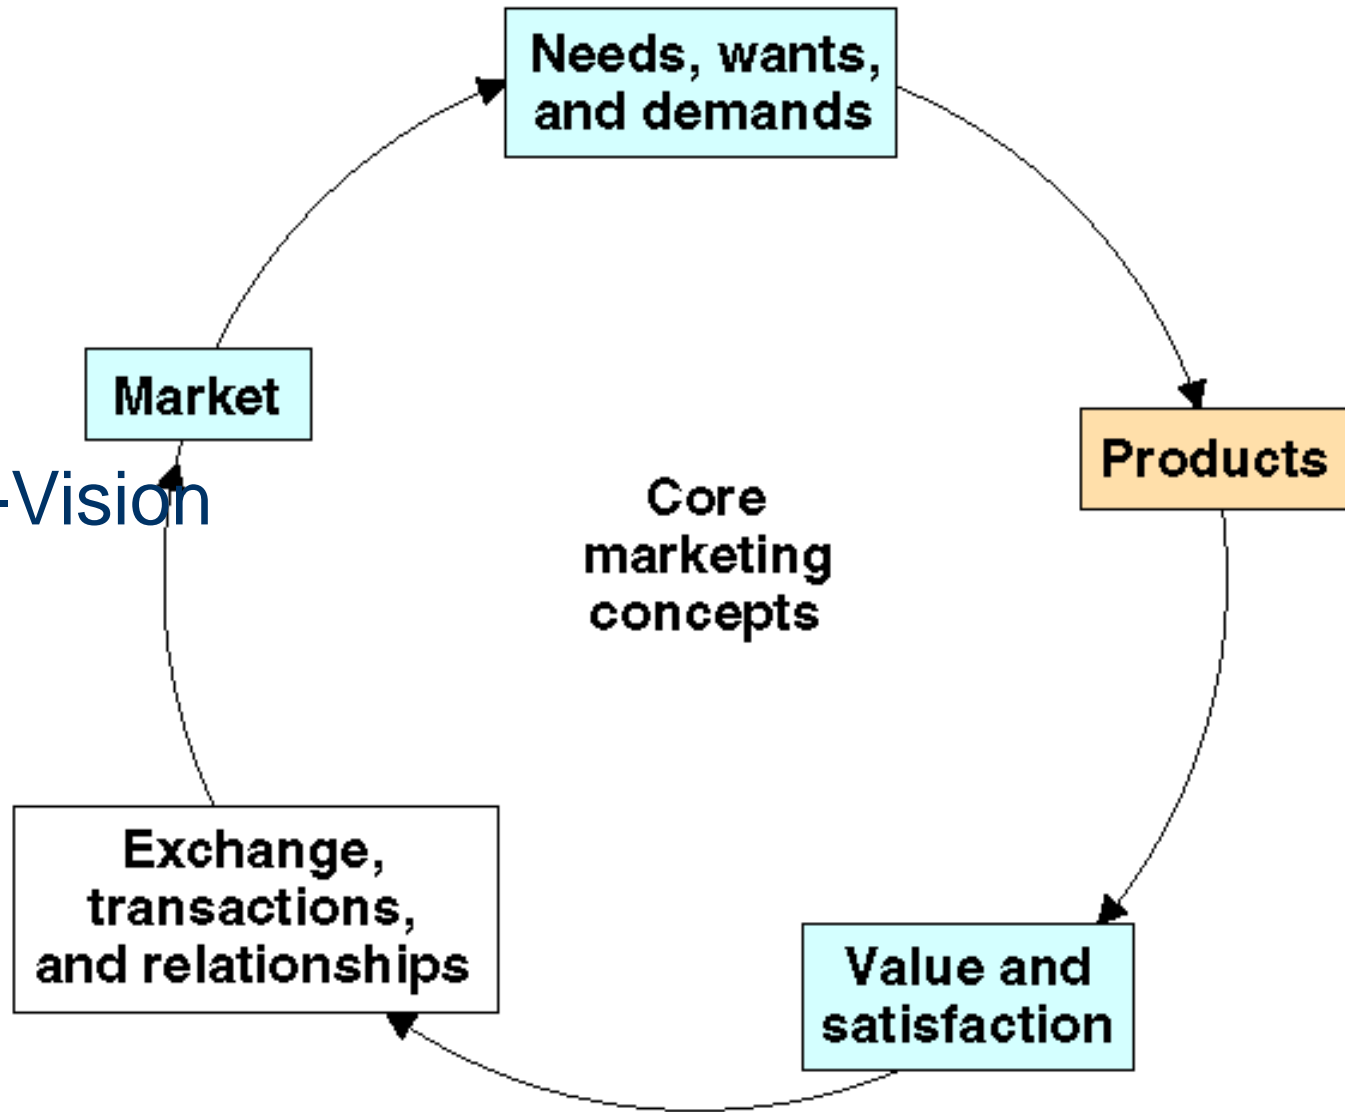 Needs, wants,
and demands
Market
Products
-Vision
Core
marketing
concepts
Exchange,
transactions,
and relationships
Value and
satisfaction